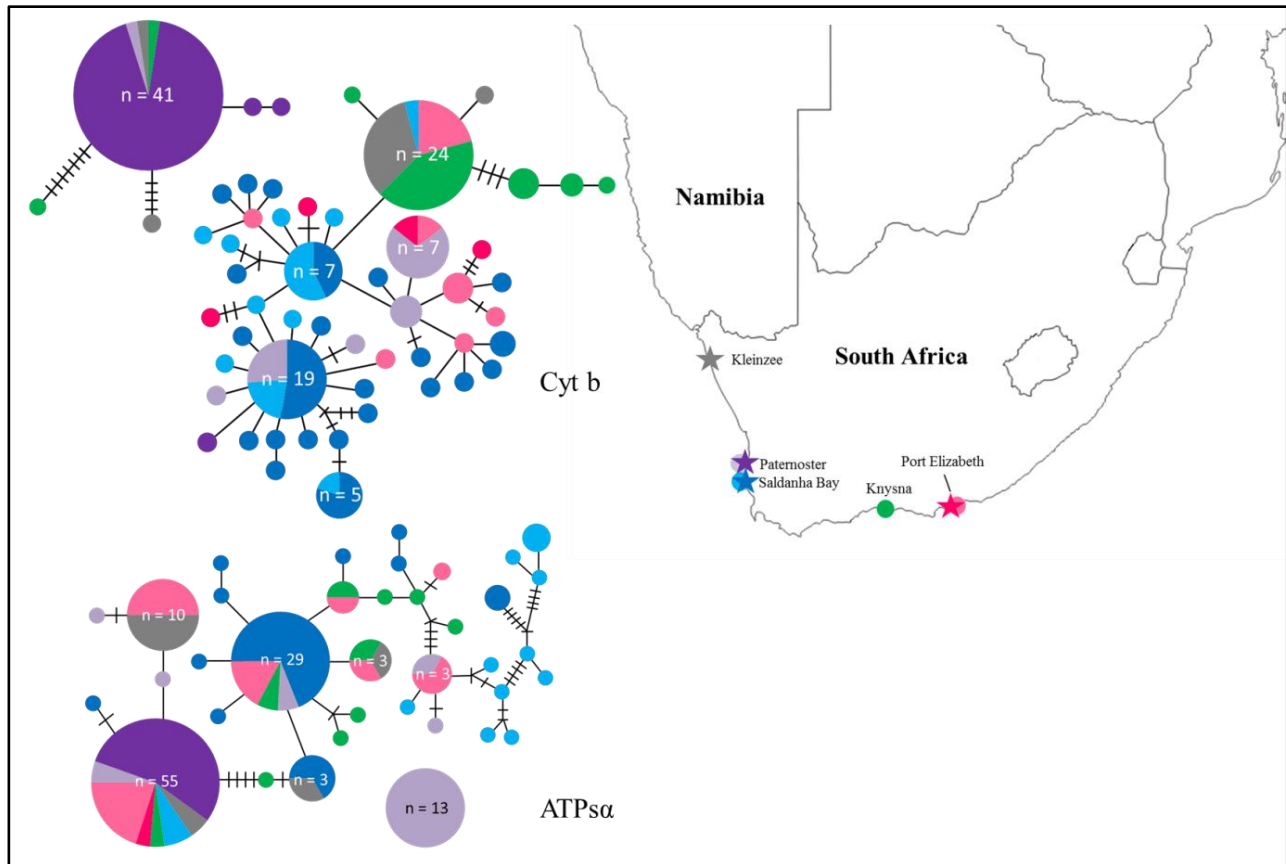 n = 41
n = 24
n = 7
n = 7
n = 19
Cyt b
n = 5
n = 10
n = 29
n = 3
n = 3
n = 55
n = 3
n = 13
ATPsα
Namibia
South Africa
Kleinzee
Paternoster
Saldanha Bay
Port Elizabeth
Knysna